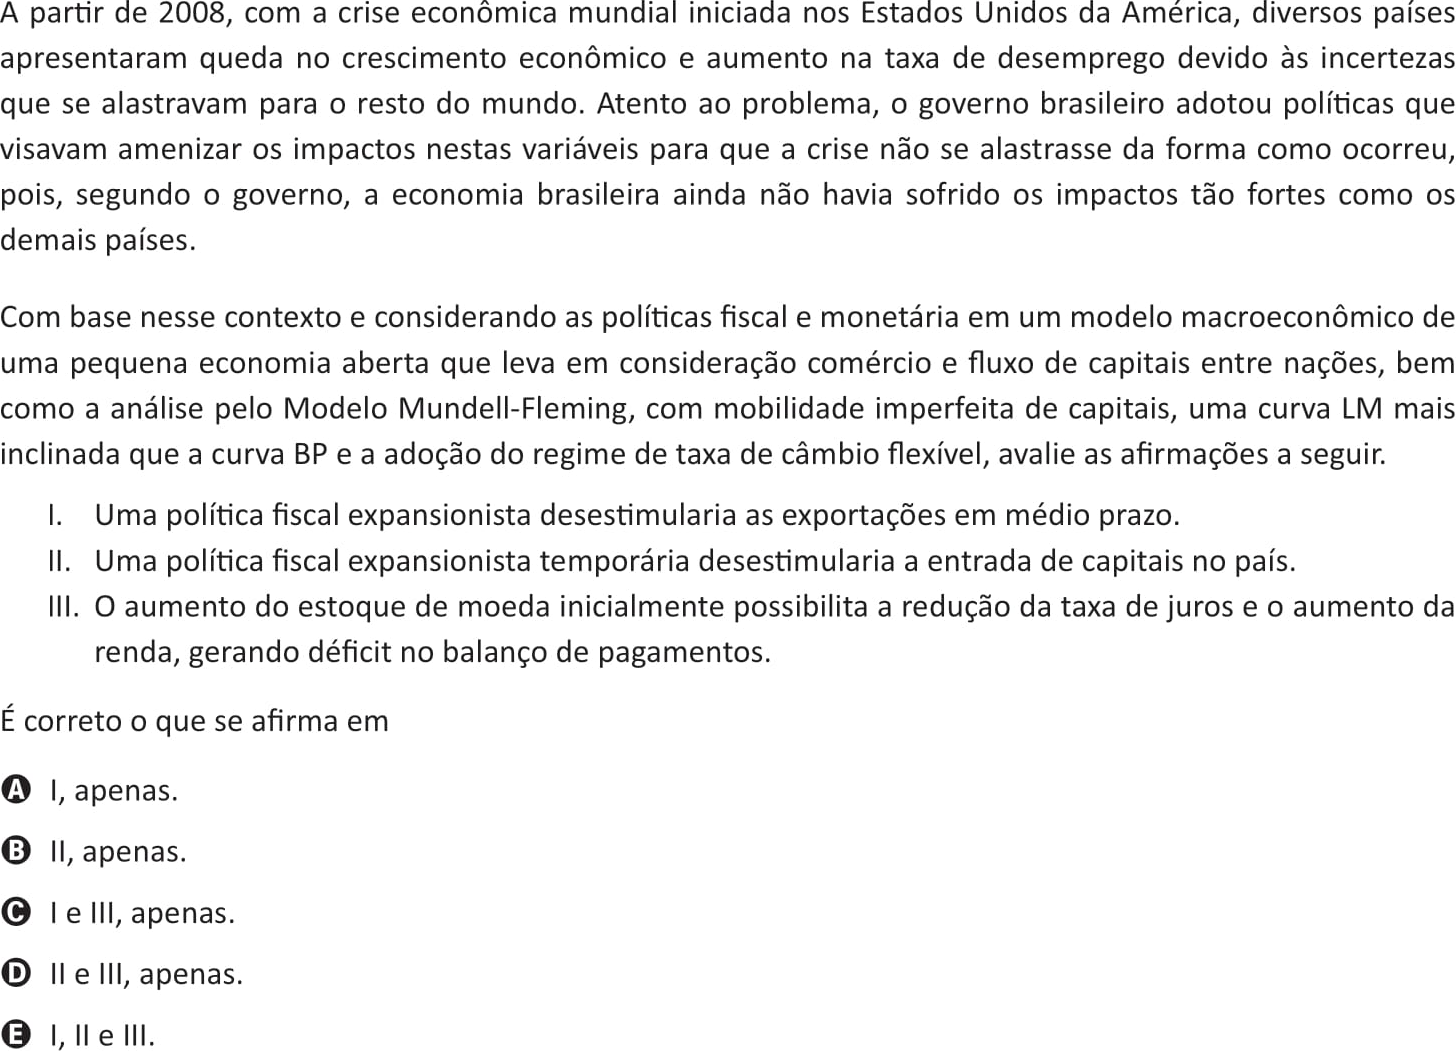 A partir de 2008, com a crise econômica mundial iniciada nos Estados Unidos da América, diversos países
apresentaram queda no crescimento econômico e aumento na taxa de desemprego devido às incertezas
que se alastravam para o resto do mundo. Atento ao problema, o governo brasileiro adotou políticas que
visavam amenizar os impactos nestas variáveis para que a crise não se alastrasse da forma como ocorreu,
pois, segundo o governo, a economia brasileira ainda não havia sofrido os impactos tão fortes como os
demais países.
Com base nesse contexto e considerando as políticas fiscal e monetária em um modelo macroeconômico de
uma pequena economia aberta que leva em consideração comércio e fluxo de capitais entre nações, bem
como a análise pelo Modelo Mundell-Fleming, com mobilidade imperfeita de capitais, uma curva LM mais
inclinada que a curva BP e a adoção do regime de taxa de câmbio flexível, avalie as afirmações a seguir.
I. Uma política fiscal expansionista desestimularia as exportações em médio prazo.
II. Uma política fiscal expansionista temporária desestimularia a entrada de capitais no país.
III. O aumento do estoque de moeda inicialmente possibilita a redução da taxa de juros e o aumento da
renda, gerando déficit no balanço de pagamentos.
É correto o que se afirma em
A I, apenas.
B II, apenas.
C I e III, apenas.
D II e III, apenas.
E I, II e III.